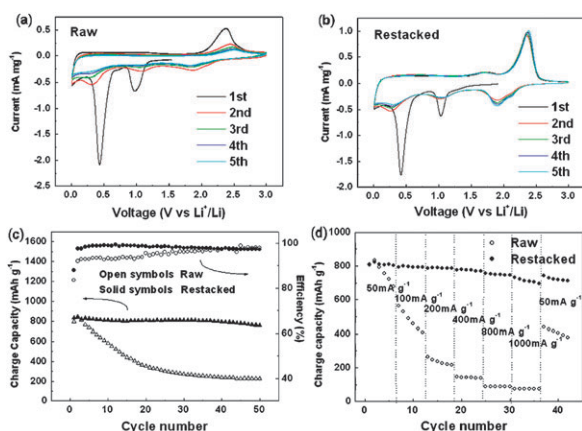 (a) Raw
1st
2nd
3rd
4th
5th
Current (mA mg⁻¹)
1.0
0.5
0.0
-0.5
-1.0
-1.5
-2.0
-2.5
0.0 0.5 1.0 1.5 2.0 2.5 3.0
Voltage (V vs Li⁺/Li)
(b) Restacked
1st
2nd
3rd
4th
5th
Current (mA mg⁻¹)
1.0
0.5
0.0
-0.5
-1.0
-1.5
-2.0
0.0 0.5 1.0 1.5 2.0 2.5 3.0
Voltage (V vs Li⁺/Li)
(c)
Open symbols Raw
Solid symbols Restacked
Charge Capacity (mAh g⁻¹)
1600
1400
1200
1000
800
600
400
200
0
100
80
60
40
Efficiency (%)
0 10 20 30 40 50
Cycle number
(d)
Raw
Restacked
50mA g⁻¹
100mA g⁻¹
200mA g⁻¹
400mA g⁻¹
800mA g⁻¹
1000mA g⁻¹
50mA g⁻¹
Charge capacity (mAh g⁻¹)
1000
800
600
400
200
0
0 10 20 30 40
Cycle number